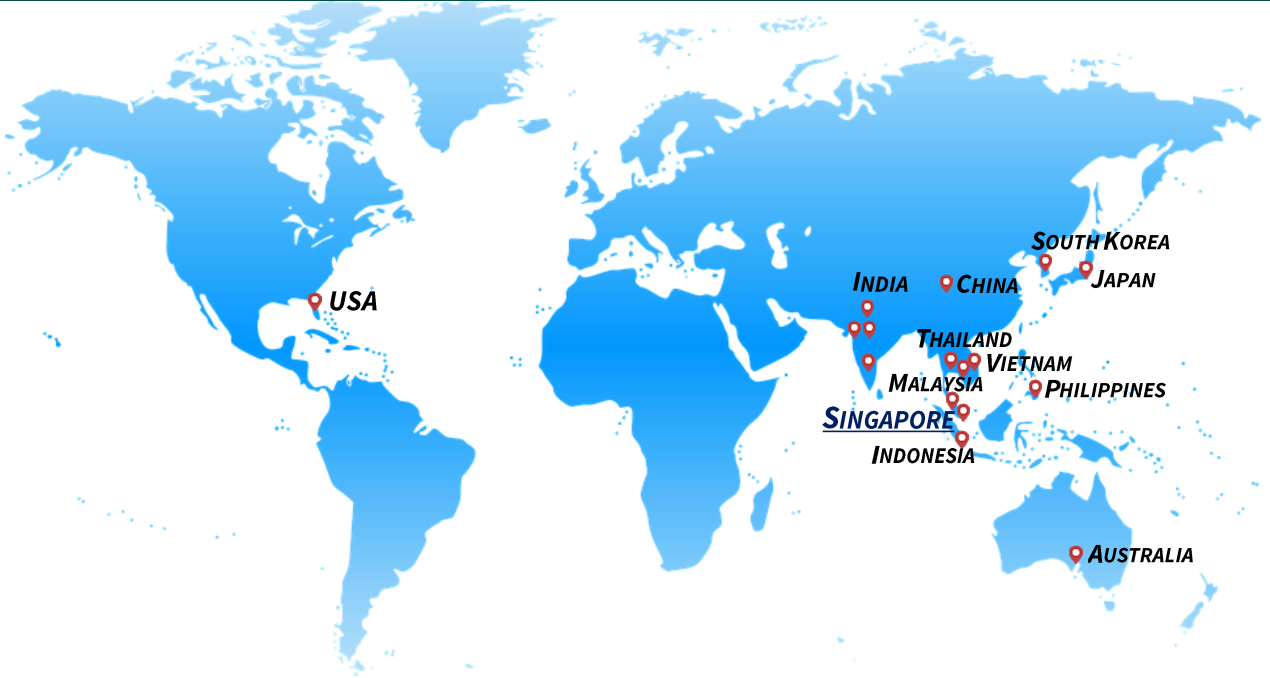 SOUTH KOREA
JAPAN
INDIA
CHINA
USA
THAILAND
VIETNAM
MALAYSIA
PHILIPPINES
SINGAPORE
INDONESIA
AUSTRALIA